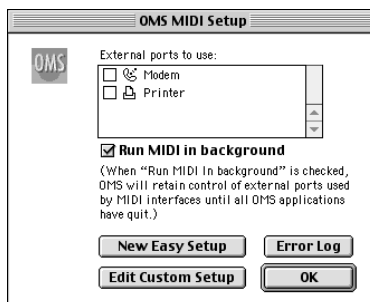 OMS MIDI Setup
OMS
External ports to use:
Modem
Printer
Run MIDI in background
(When “Run MIDI In background” is checked,
OMS will retain control of external ports used
by MIDI interfaces until all OMS applications
have quit.)
New Easy Setup Error Log
Edit Custom Setup OK